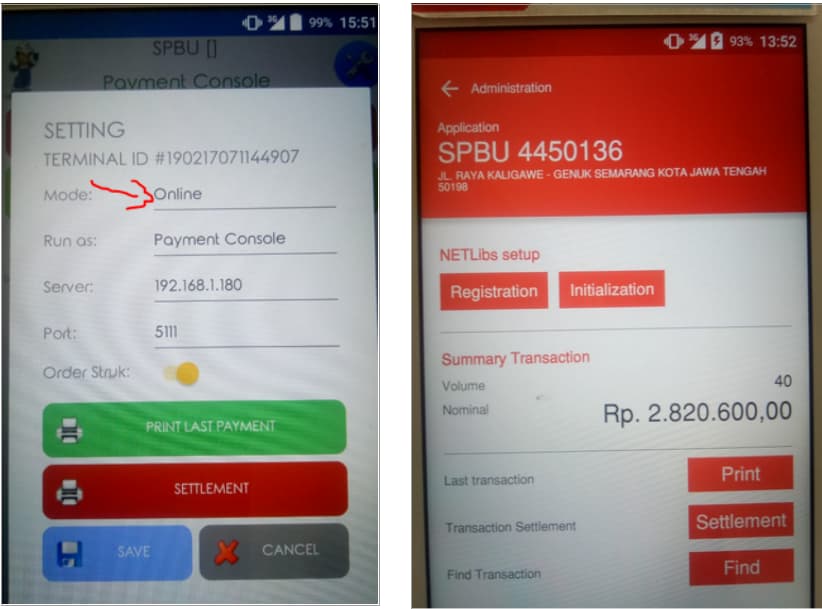 3G 99% 15:51
SPBU []
Payment Console
SETTING
TERMINAL ID #190217071144907
Mode: Online
Run as: Payment Console
Server: 192.168.1.180
Port: 5111
Order Struk:
PRINT LAST PAYMENT
SETTLEMENT
SAVE CANCEL
3G 93% 13:52
Administration
Application
SPBU 4450136
JL. RAYA KALIGAWE - GENUK SEMARANG KOTA JAWA TENGAH
50198
NETLibs setup
Registration Initialization
Summary Transaction
Volume 40
Nominal Rp. 2.820.600,00
Last transaction Print
Transaction Settlement Settlement
Find Transaction Find